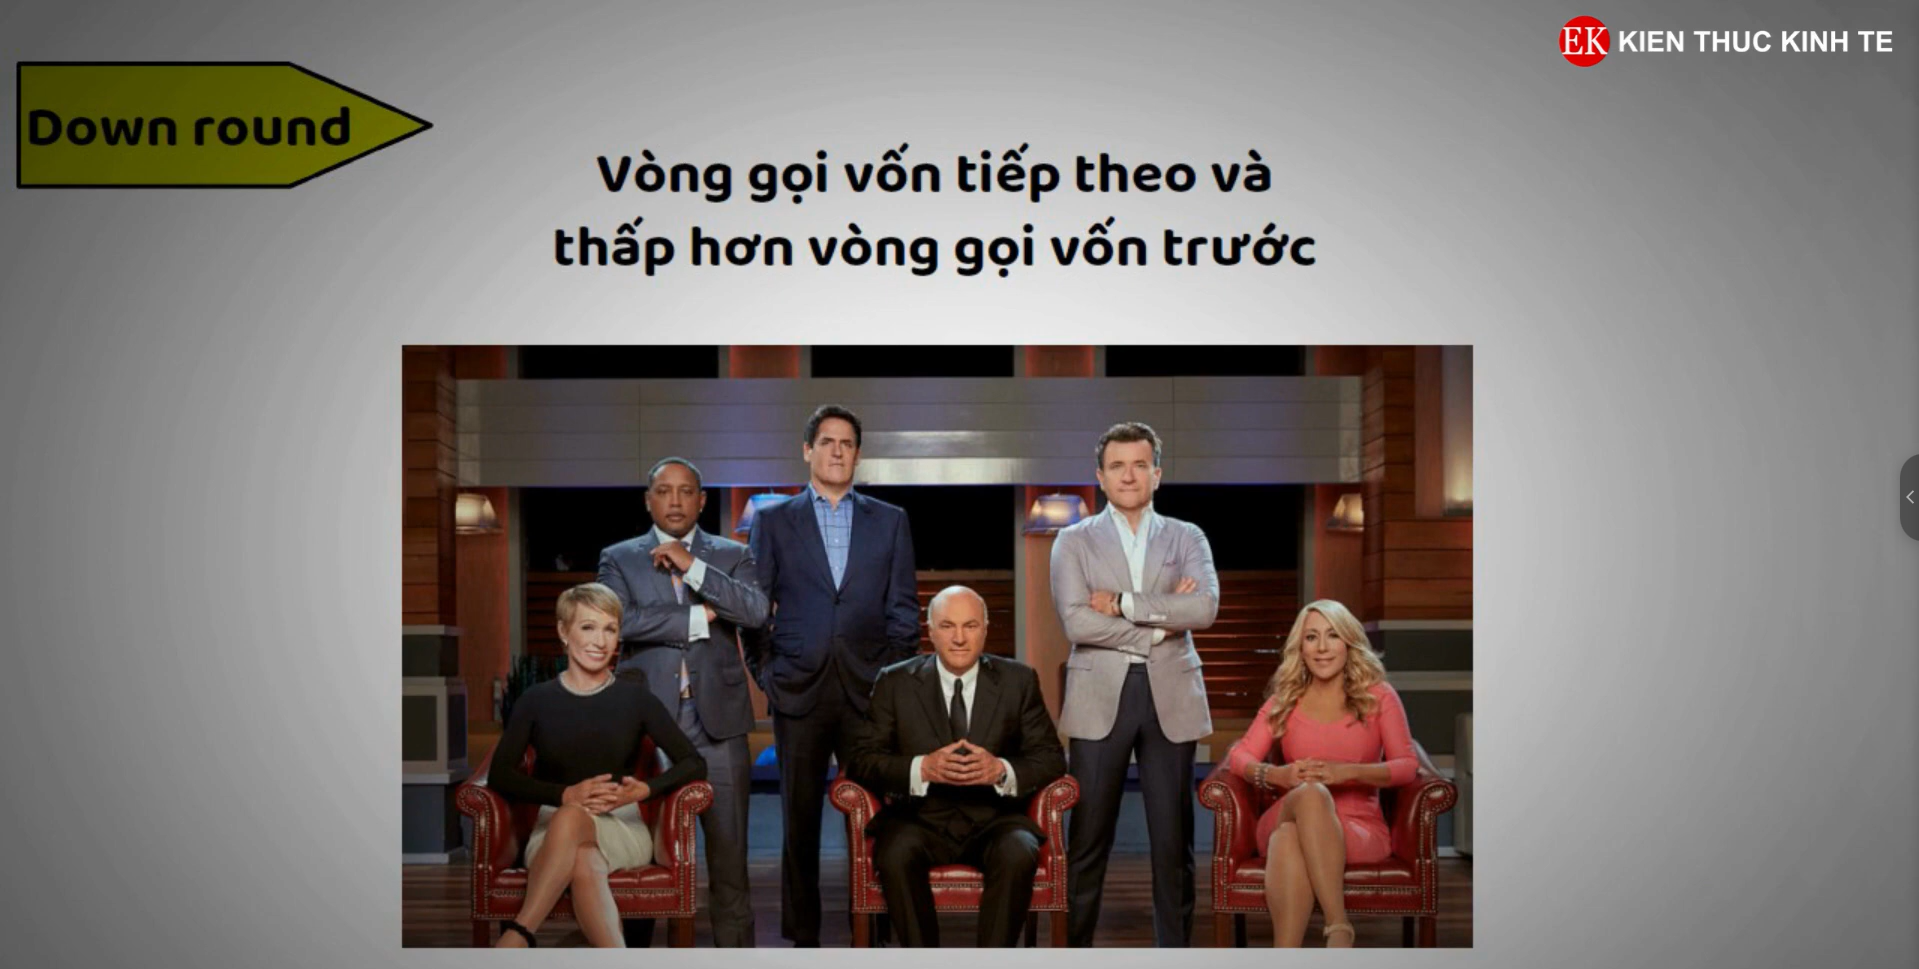 EK KIEN THUC KINH TE
Down round
Vòng gọi vốn tiếp theo và
thấp hơn vòng gọi vốn trước